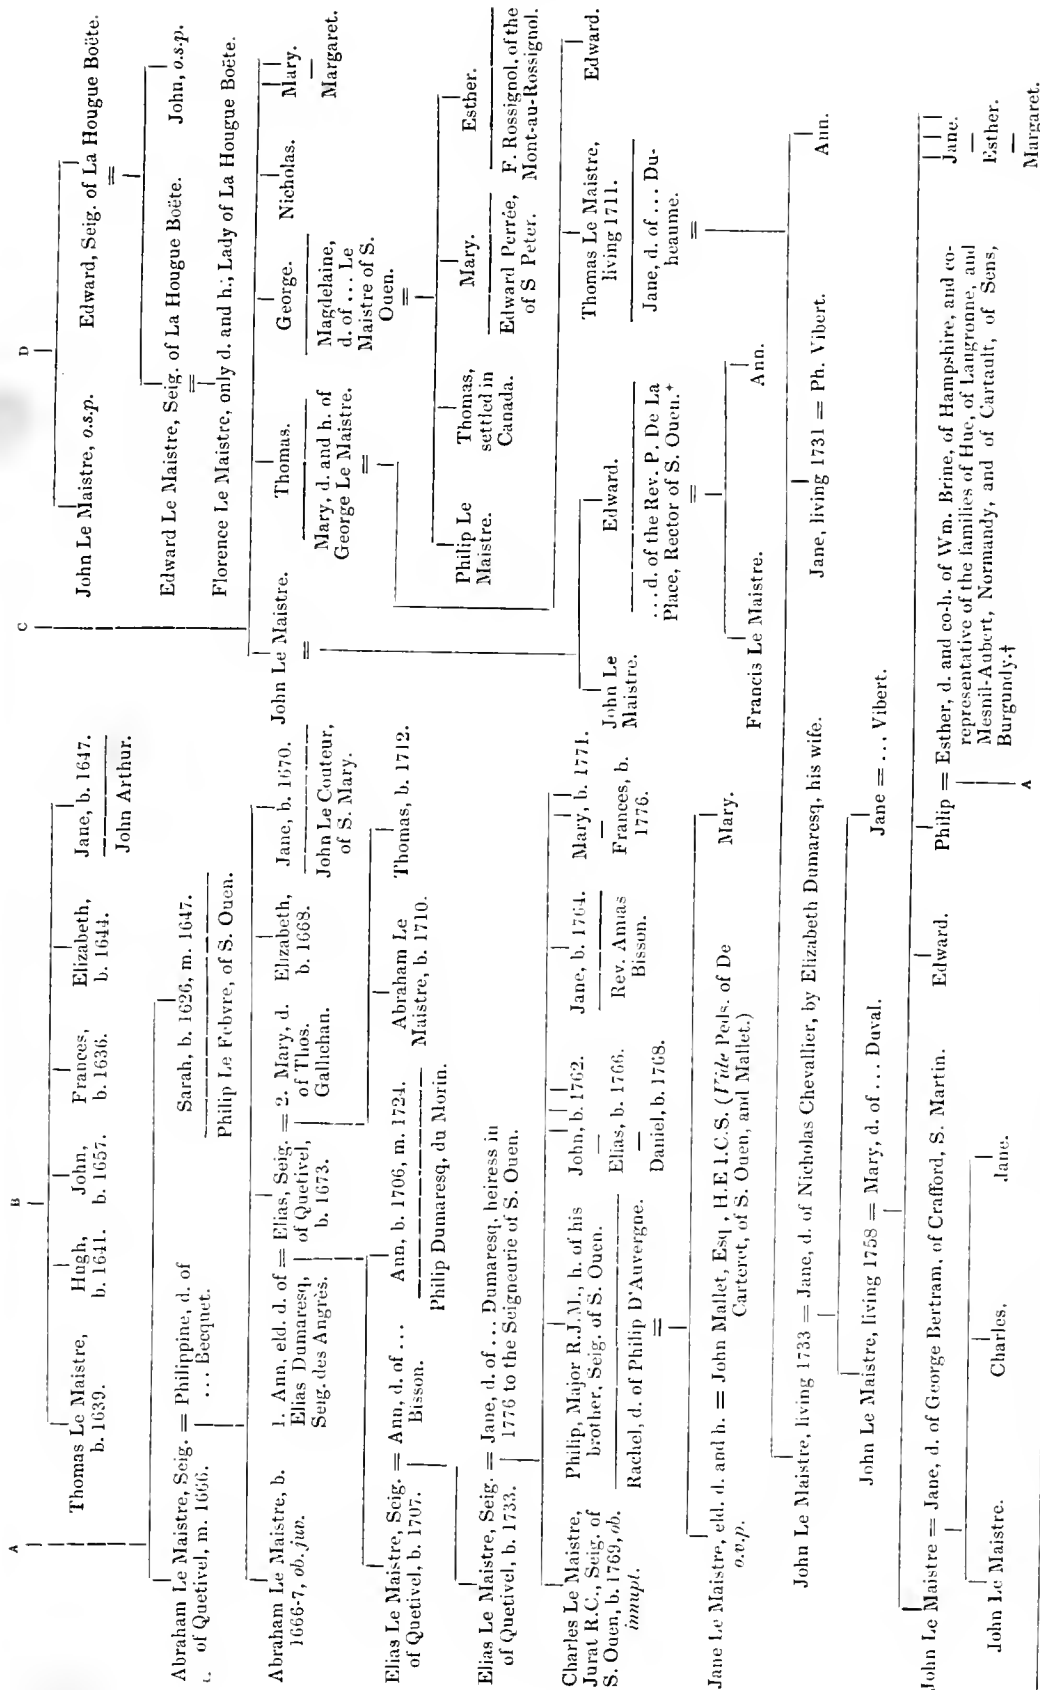 A
B
C
D
Thomas Le Maistre,
b. 1639.
Hugh,
b. 1641.
John,
b. 1657.
Frances,
b. 1636.
Elizabeth,
b. 1644.
Jane, b. 1647.
John Arthur.
John Le Maistre, o.s.p.
Edward, Seig. of La Hougue Boëte.
=
Abraham Le Maistre, Seig. = Philippine, d. of
of Quetivel, m. 1666.
... Becquet.
Sarah, b. 1626, m. 1647.
Philip Le Febvre, of S. Ouen.
Edward Le Maistre, Seig. of La Hougue Boëte.
John, o.s.p.
=
Florence Le Maistre, only d. and h.; Lady of La Hougue Boëte.
Abraham Le Maistre, b.
1666-7, ob. juv.
1. Ann, eld. d. of = Elias, Seig. = 2. Mary, d.
Elias Dumaresq,
Seig. des Angrès.
of Quetivel,
b. 1673.
of Thos.
Gallichan.
Elizabeth,
b. 1668.
Jane, b. 1670.
John Le Couteur,
of S. Mary.
John Le Maistre.
=
Thomas.
Mary, d. and h. of
George Le Maistre.
=
George.
Magdelaine,
d. of ... Le
Maistre of S.
Ouen.
=
Nicholas.
Mary.
Margaret.
Elias Le Maistre, Seig. = Ann, d. of ...
of Quetivel, b. 1707.
Bisson.
Ann, b. 1706, m. 1724.
Philip Dumaresq, du Morin.
Abraham Le
Maistre, b. 1710.
Thomas, b. 1712.
Philip Le
Maistre.
Thomas,
settled in
Canada.
Mary.
Edward Perrée,
of S Peter.
Esther.
F. Rossignol, of the
Mont-au-Rossignol.
Elias Le Maistre, Seig. = Jane, d. of ... Dumaresq, heiress in
of Quetivel, b. 1733.
1776 to the Seigneurie of S. Ouen.
John Le
Maistre.
Edward.
... d. of the Rev. P. De La
Place, Rector of S. Ouen.*
=
Thomas Le Maistre,
living 1711.
Jane, d. of ... Du-
heaume.
=
Edward.
Charles Le Maistre,
Jurat R.C., Seig. of
S. Ouen, b. 1769, ob.
innupt.
Philip, Major R.J.M., h. of his
brother, Seig. of S. Ouen.
Rachel, d. of Philip D'Auvergne.
=
John, b. 1762.
Elias, b. 1766.
Daniel, b. 1768.
Jane, b. 1764.
Rev. Amias
Bisson.
Mary, b. 1771.
Frances, b.
1776.
Francis Le Maistre.
Ann.
Jane Le Maistre, eld. d. and h. = John Mallet, Esq., H.E I.C.S. (Vide Peds. of De
o.v.p.
Carteret, of S. Ouen, and Mallet.)
Mary.
John Le Maistre, living 1733 = Jane, d. of Nicholas Chevallier, by Elizabeth Dumaresq, his wife.
Jane, living 1731 = Ph. Vibert.
Ann.
John Le Maistre, living 1758 = Mary, d. of ... Duval.
Jane = ... Vibert.
John Le Maistre = Jane, d. of George Bertram, of Crafford, S. Martin.
Edward.
Philip = Esther, d. and co-h. of Wm. Brine, of Hampshire, and co-
representative of the families of Hue, of Langronne, and
Mesnil-Aubert, Normandy, and of Cartault, of Sens,
Burgundy.†
Jane.
Esther.
Margaret.
John Le Maistre.
Charles.
Jane.
A